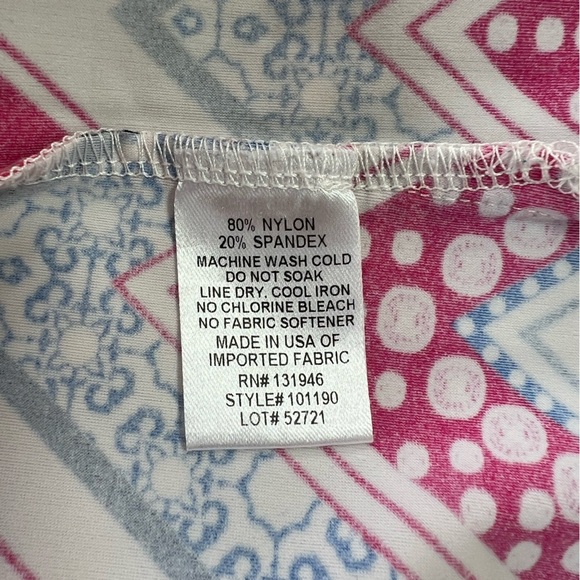 80% NYLON
20% SPANDEX
MACHINE WASH COLD
DO NOT SOAK
LINE DRY, COOL IRON
NO CHLORINE BLEACH
NO FABRIC SOFTENER
MADE IN USA OF
IMPORTED FABRIC
RN# 131946
STYLE# 101190
LOT# 52721